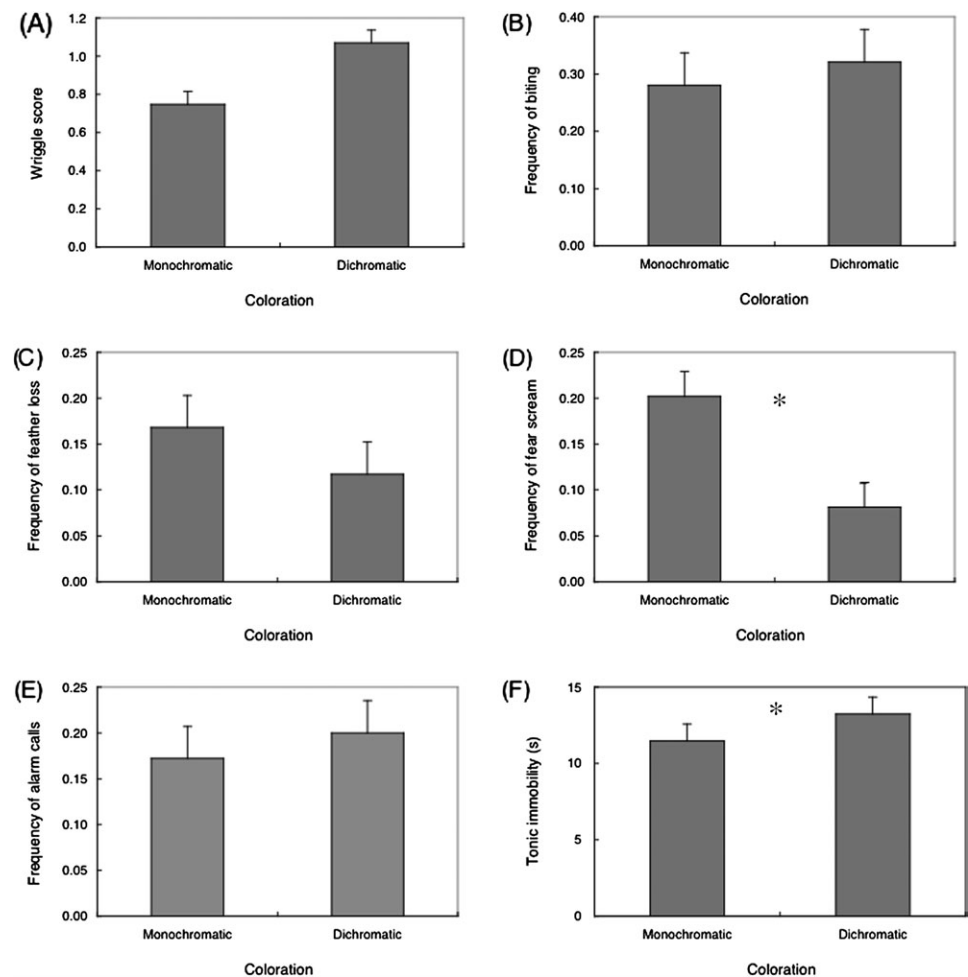 (A)
Wriggle score
1.2
1.0
0.8
0.6
0.4
0.2
0.0
Monochromatic Dichromatic
Coloration
(B)
Frequency of biting
0.40
0.30
0.20
0.10
0.00
Monochromatic Dichromatic
Coloration
(C)
Frequency of feather loss
0.25
0.20
0.15
0.10
0.05
0.00
Monochromatic Dichromatic
Coloration
(D)
Frequency of fear scream
0.25
0.20
0.15
0.10
0.05
0.00
*
Monochromatic Dichromatic
Coloration
(E)
Frequency of alarm calls
0.25
0.20
0.15
0.10
0.05
0.00
Monochromatic Dichromatic
Coloration
(F)
Tonic immobility (s)
15
10
5
0
*
Monochromatic Dichromatic
Coloration